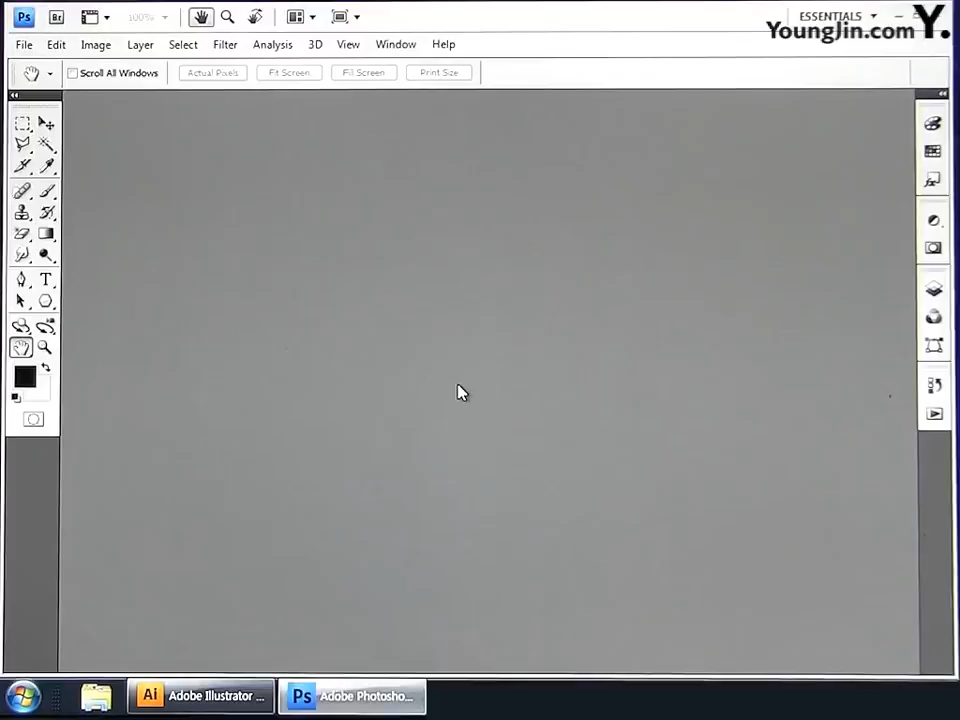 Ps Br 100% ESSENTIALS
Y.
YoungJin.com
File Edit Image Layer Select Filter Analysis 3D View Window Help
Scroll All Windows Actual Pixels Fit Screen Fill Screen Print Size
T
Ai Adobe Illustrator ... Ps Adobe Photosho...